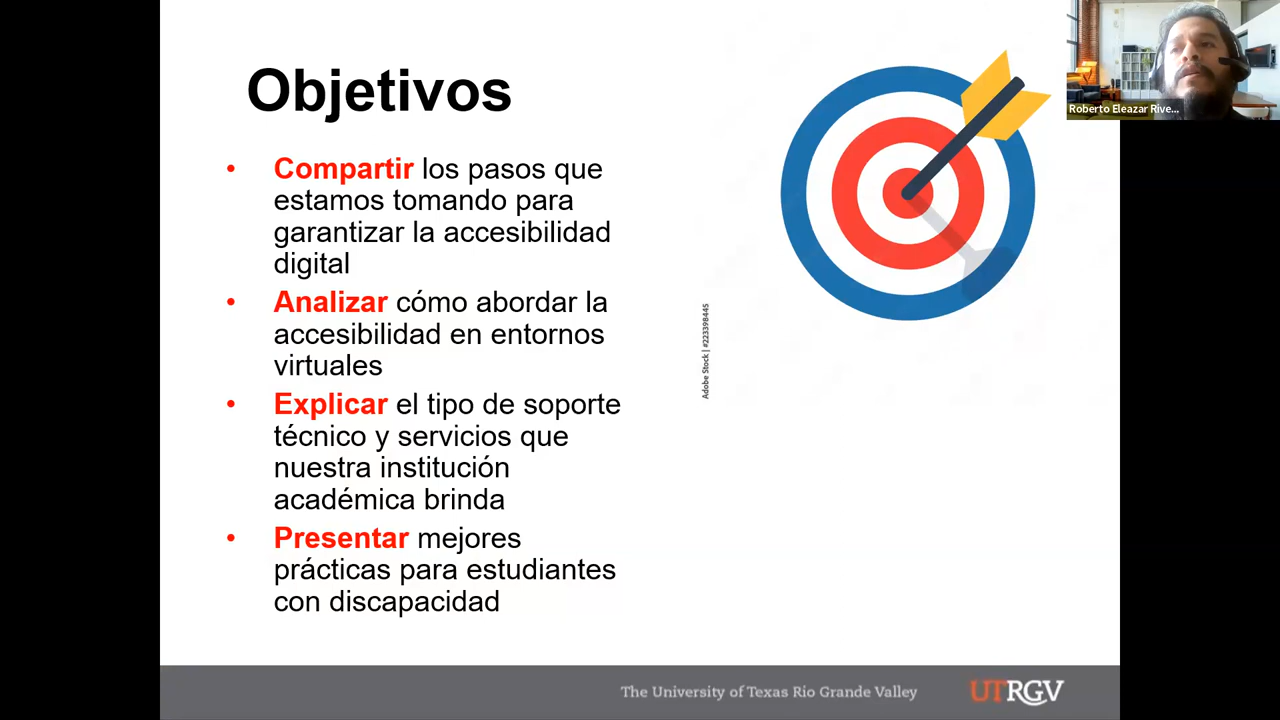 Objetivos
• Compartir los pasos que
estamos tomando para
garantizar la accesibilidad
digital
• Analizar cómo abordar la
accesibilidad en entornos
virtuales
• Explicar el tipo de soporte
técnico y servicios que
nuestra institución
académica brinda
• Presentar mejores
prácticas para estudiantes
con discapacidad
Adobe Stock | #223398445
Roberto Eleazar Rive...
The University of Texas Rio Grande Valley
UTRGV